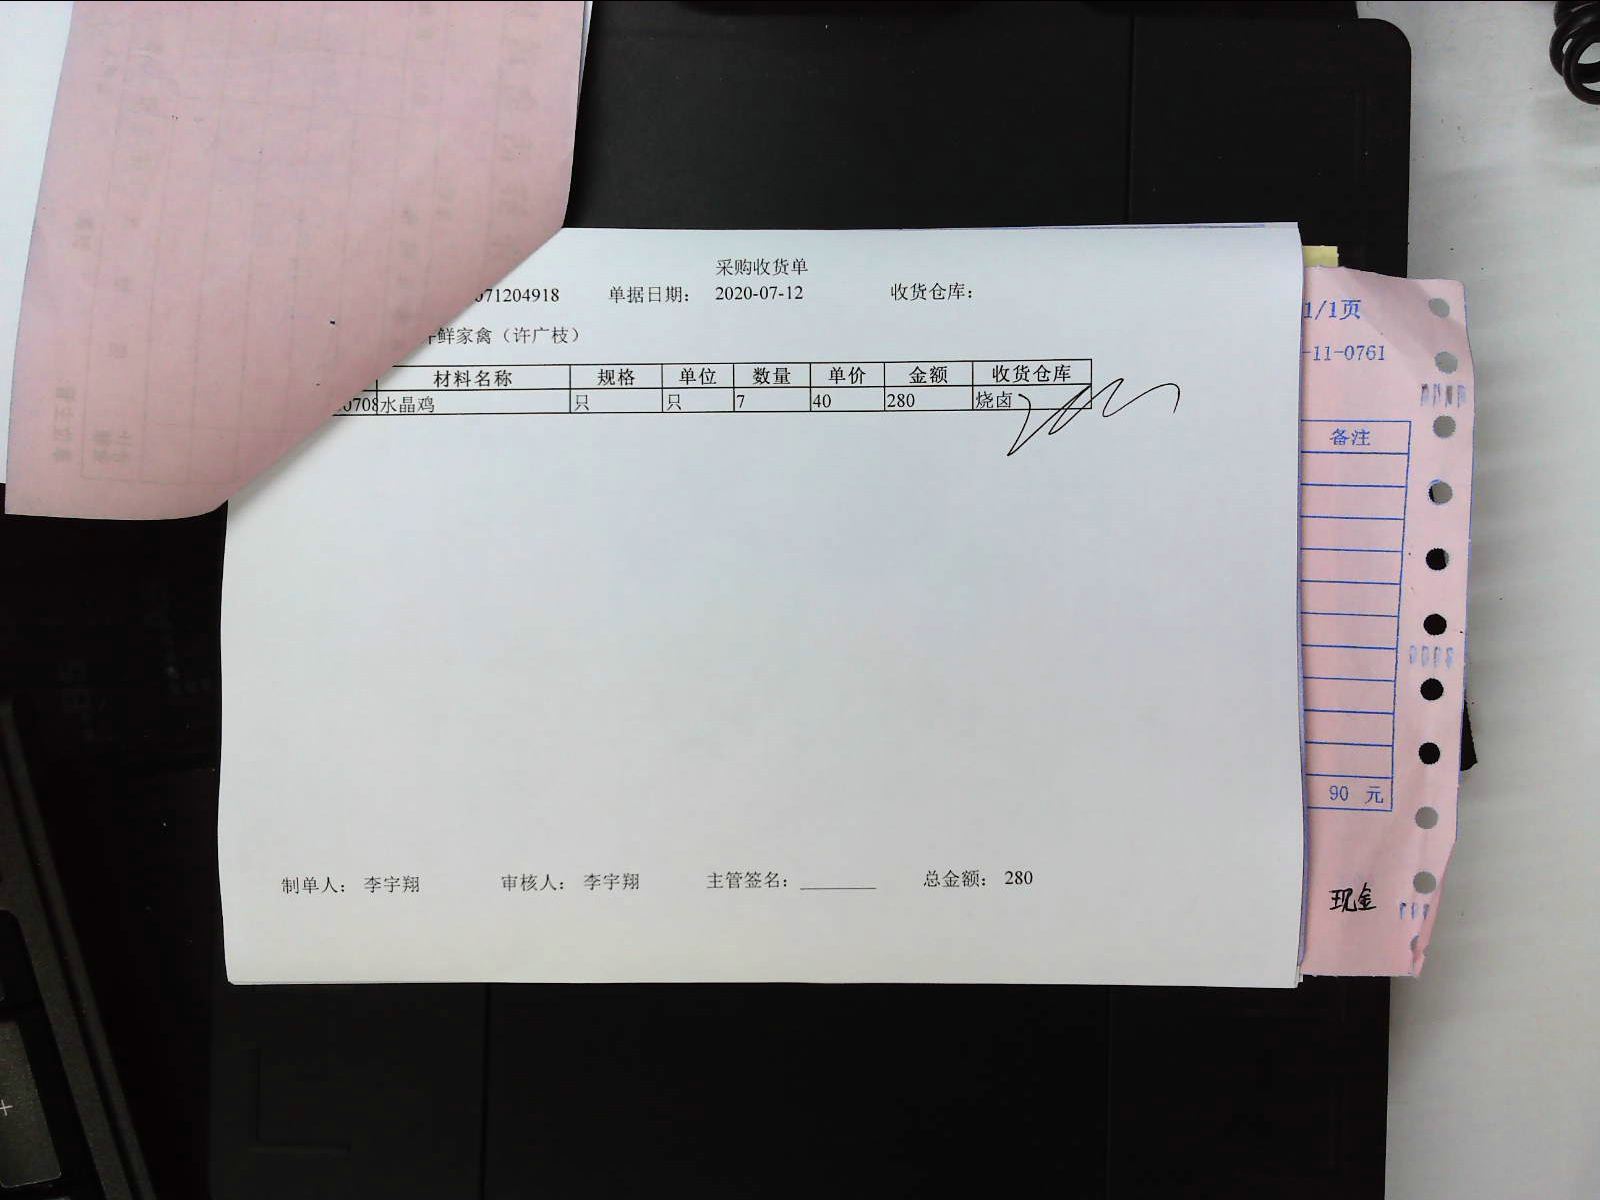 采购收货单
071204918 单据日期： 2020-07-12 收货仓库：
鲜家禽（许广枝）
材料名称 规格 单位 数量 单价 金额 收货仓库
0708 水晶鸡 只 只 7 40 280 烧卤
制单人： 李宇翔 审核人： 李宇翔 主管签名：________ 总金额： 280
1/1页
-11-0761
备注
90 元
现金